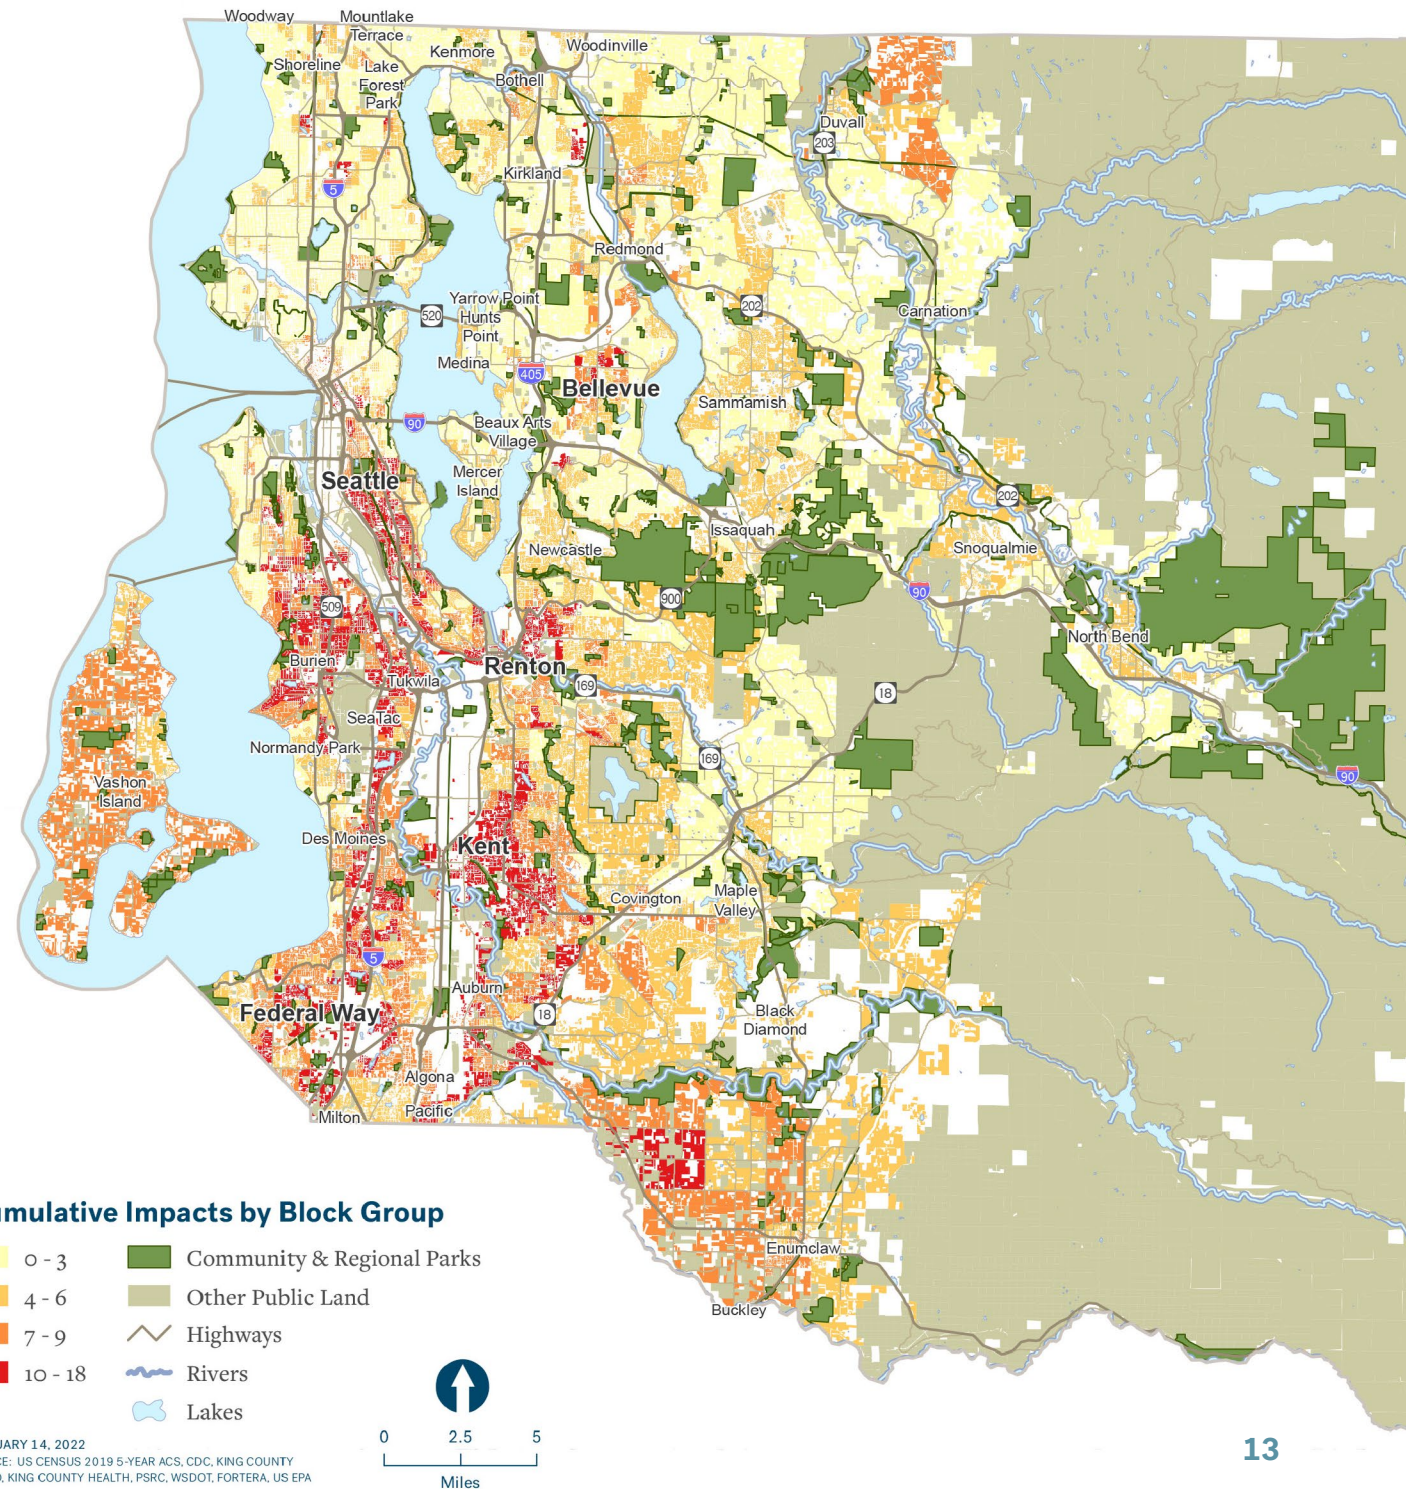 Woodway
Mountlake
Terrace
Kenmore
Woodinville
Shoreline
Lake
Forest
Park
Bothell
Duvall
203
Kirkland
5
Redmond
Yarrow Point
Hunts
Point
520
202
Carnation
Medina
405
Bellevue
Sammamish
90
Beaux Arts
Village
Mercer
Island
Seattle
202
Issaquah
Newcastle
Snoqualmie
90
900
509
North Bend
Burien
Renton
Tukwila
169
18
SeaTac
Normandy Park
169
90
Vashon
Island
Des Moines
Kent
Covington
Maple
Valley
5
Auburn
Federal Way
18
Black
Diamond
Algona
Pacific
Milton
Enumclaw
Buckley
mulative Impacts by Block Group
0 - 3
4 - 6
7 - 9
10 - 18
Community & Regional Parks
Other Public Land
Highways
Rivers
Lakes
0 2.5 5
Miles
UARY 14, 2022
CE: US CENSUS 2019 5-YEAR ACS, CDC, KING COUNTY
, KING COUNTY HEALTH, PSRC, WSDOT, FORTERA, US EPA
13